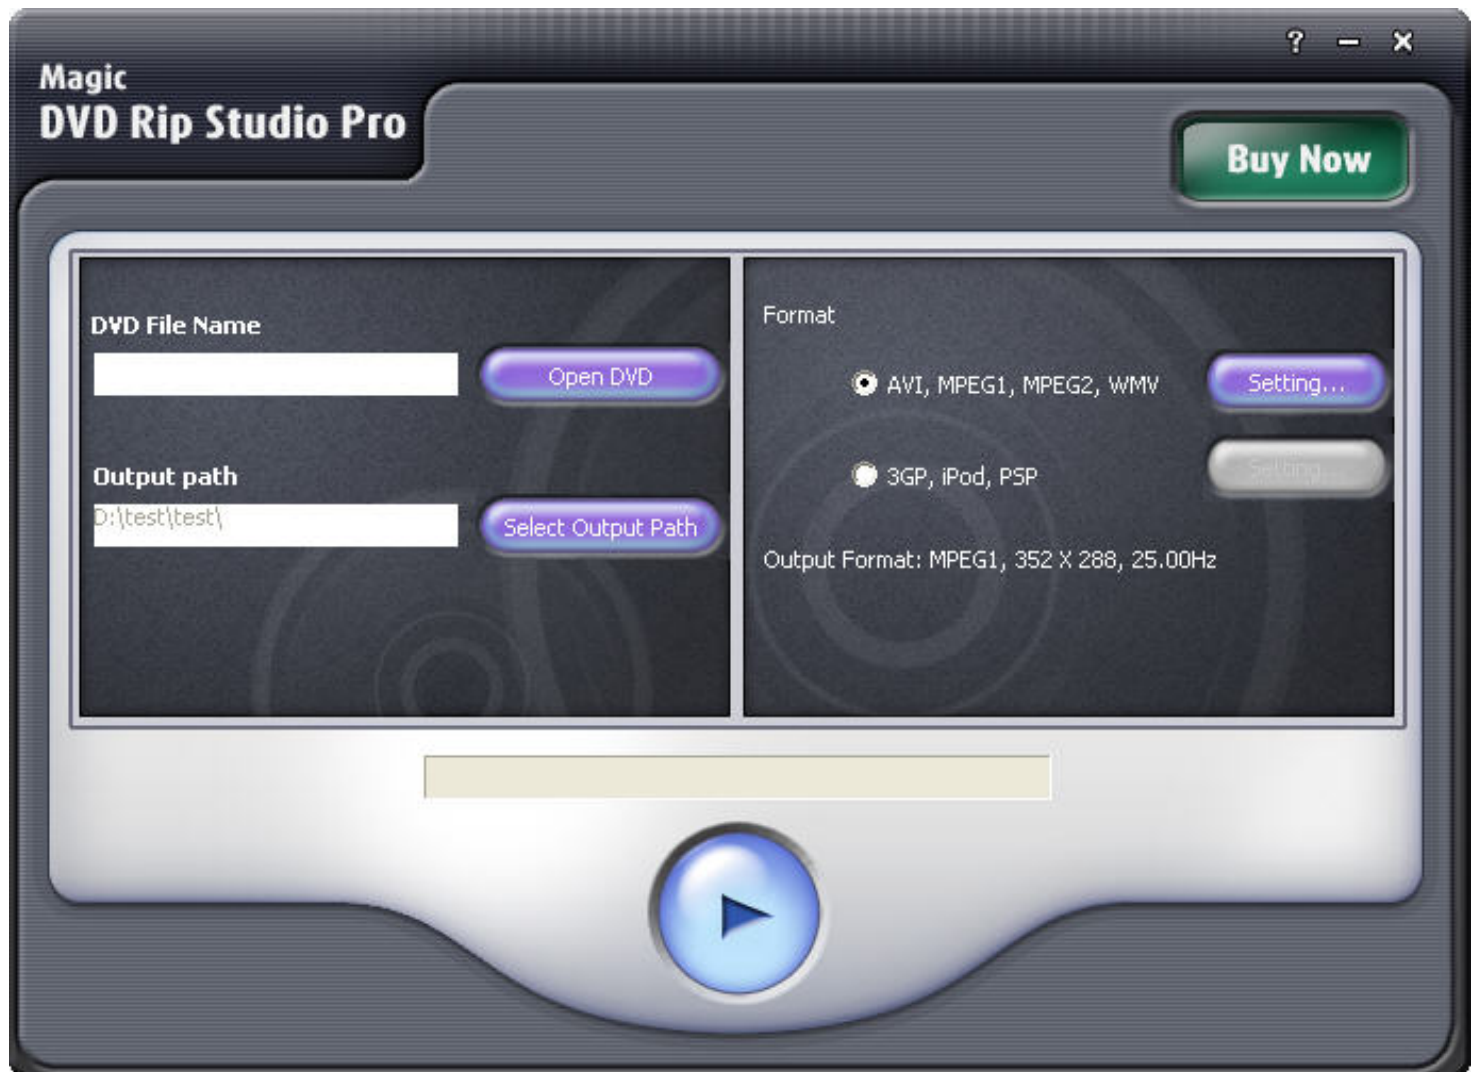 ? – ×
Magic
DVD Rip Studio Pro
Buy Now
DVD File Name
Open DVD
Output path
D:\test\test\
Select Output Path
Format
AVI, MPEG1, MPEG2, WMV
Setting...
3GP, iPod, PSP
Setting...
Output Format: MPEG1, 352 X 288, 25.00Hz